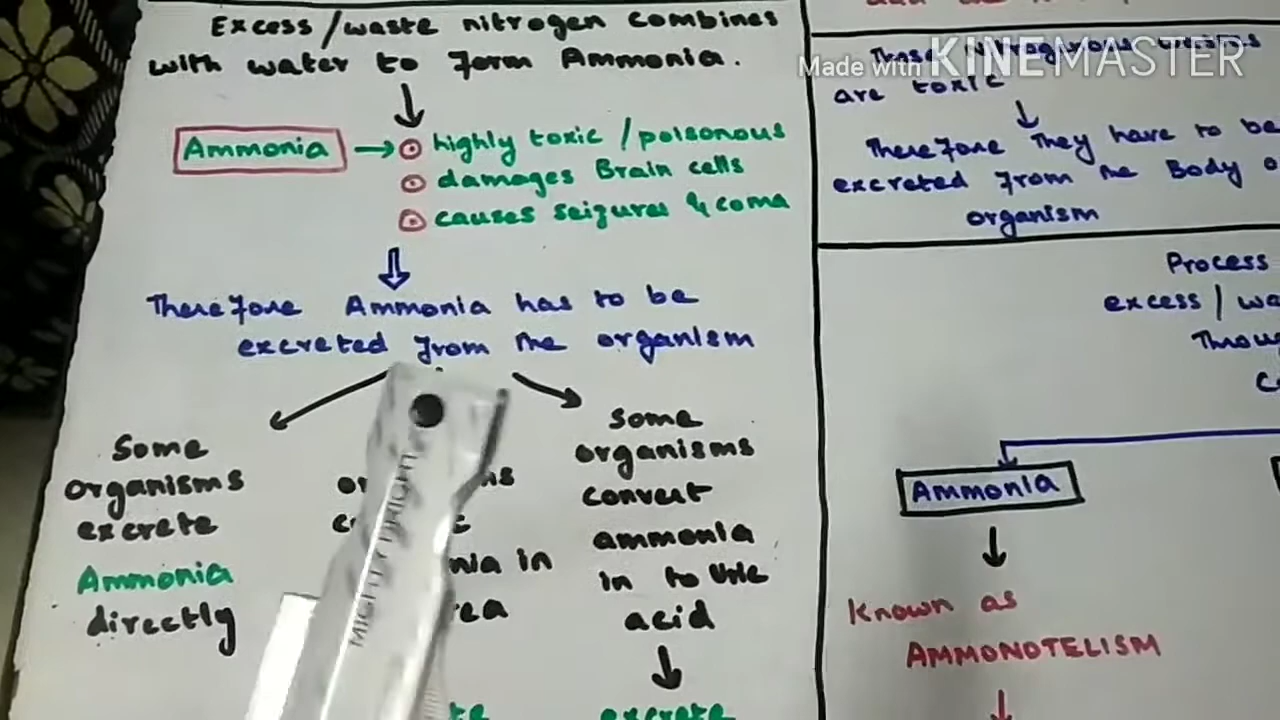 Excess/waste nitrogen combines
with water to form Ammonia.
Ammonia → highly toxic/poisonous
damages Brain cells
causes seizures & coma
Therefore Ammonia has to be
excreted from the organism
Some
organisms
excrete
Ammonia
directly
in
Some
organisms
convert
ammonia
in to Uric
acid
excrete
Made with KINEMASTER
are toxic
Therefore They have to be
excreted from the Body
organism
Process
excess/
Ammonia
Known as
AMMONOTELISM
MIGHTY BRIGHT